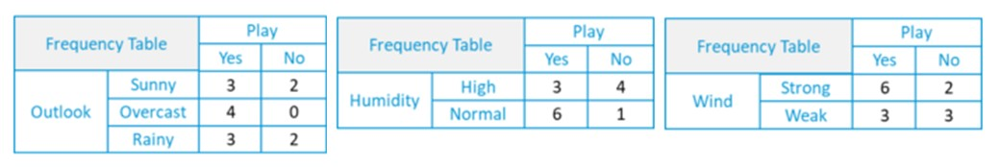 Frequency Table Play
Yes No
Outlook Sunny 3 2
Overcast 4 0
Rainy 3 2
Frequency Table Play
Yes No
Humidity High 3 4
Normal 6 1
Frequency Table Play
Yes No
Wind Strong 6 2
Weak 3 3